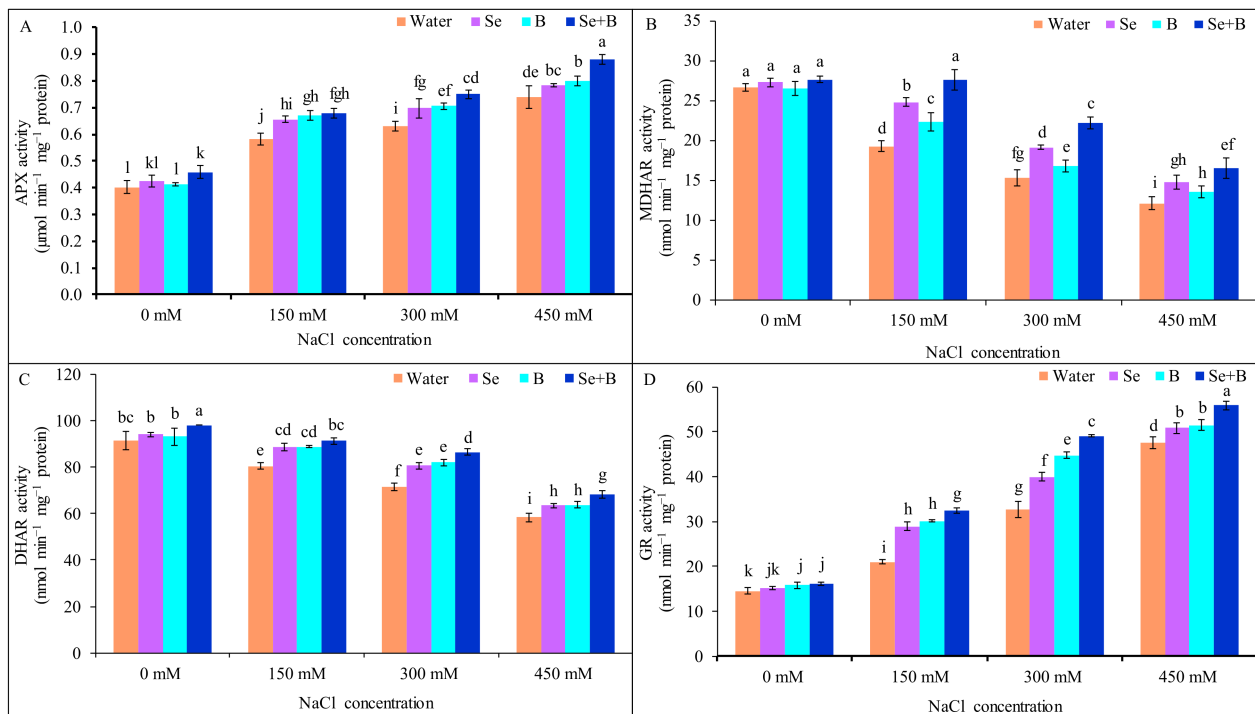 A
Water Se B Se+B
APX activity
(µmol min⁻¹ mg⁻¹ protein)
1.0
0.9
0.8
0.7
0.6
0.5
0.4
0.3
0.2
0.1
0.0
l kl l k
j hi gh fgh
i fg ef cd
de bc b a
0 mM 150 mM 300 mM 450 mM
NaCl concentration
B
Water Se B Se+B
MDHAR activity
(nmol min⁻¹ mg⁻¹ protein)
35
30
25
20
15
10
5
0
a a a a
d b c a
fg d e c
i gh h ef
0 mM 150 mM 300 mM 450 mM
NaCl concentration
C
Water Se B Se+B
DHAR activity
(nmol min⁻¹ mg⁻¹ protein)
120
100
80
60
40
20
0
bc b b a
e cd cd bc
f e e d
i h h g
0 mM 150 mM 300 mM 450 mM
NaCl concentration
D
Water Se B Se+B
GR activity
(nmol min⁻¹ mg⁻¹ protein)
60
50
40
30
20
10
0
k jk j j
i h h g
g f e c
d b b a
0 mM 150 mM 300 mM 450 mM
NaCl concentration